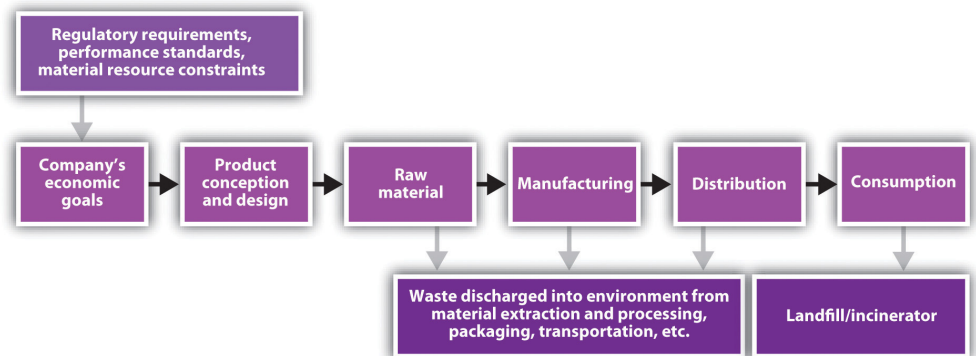 Regulatory requirements,
performance standards,
material resource constraints
Company's
economic
goals
Product
conception
and design
Raw
material
Manufacturing
Distribution
Consumption
Waste discharged into environment from
material extraction and processing,
packaging, transportation, etc.
Landfill/incinerator